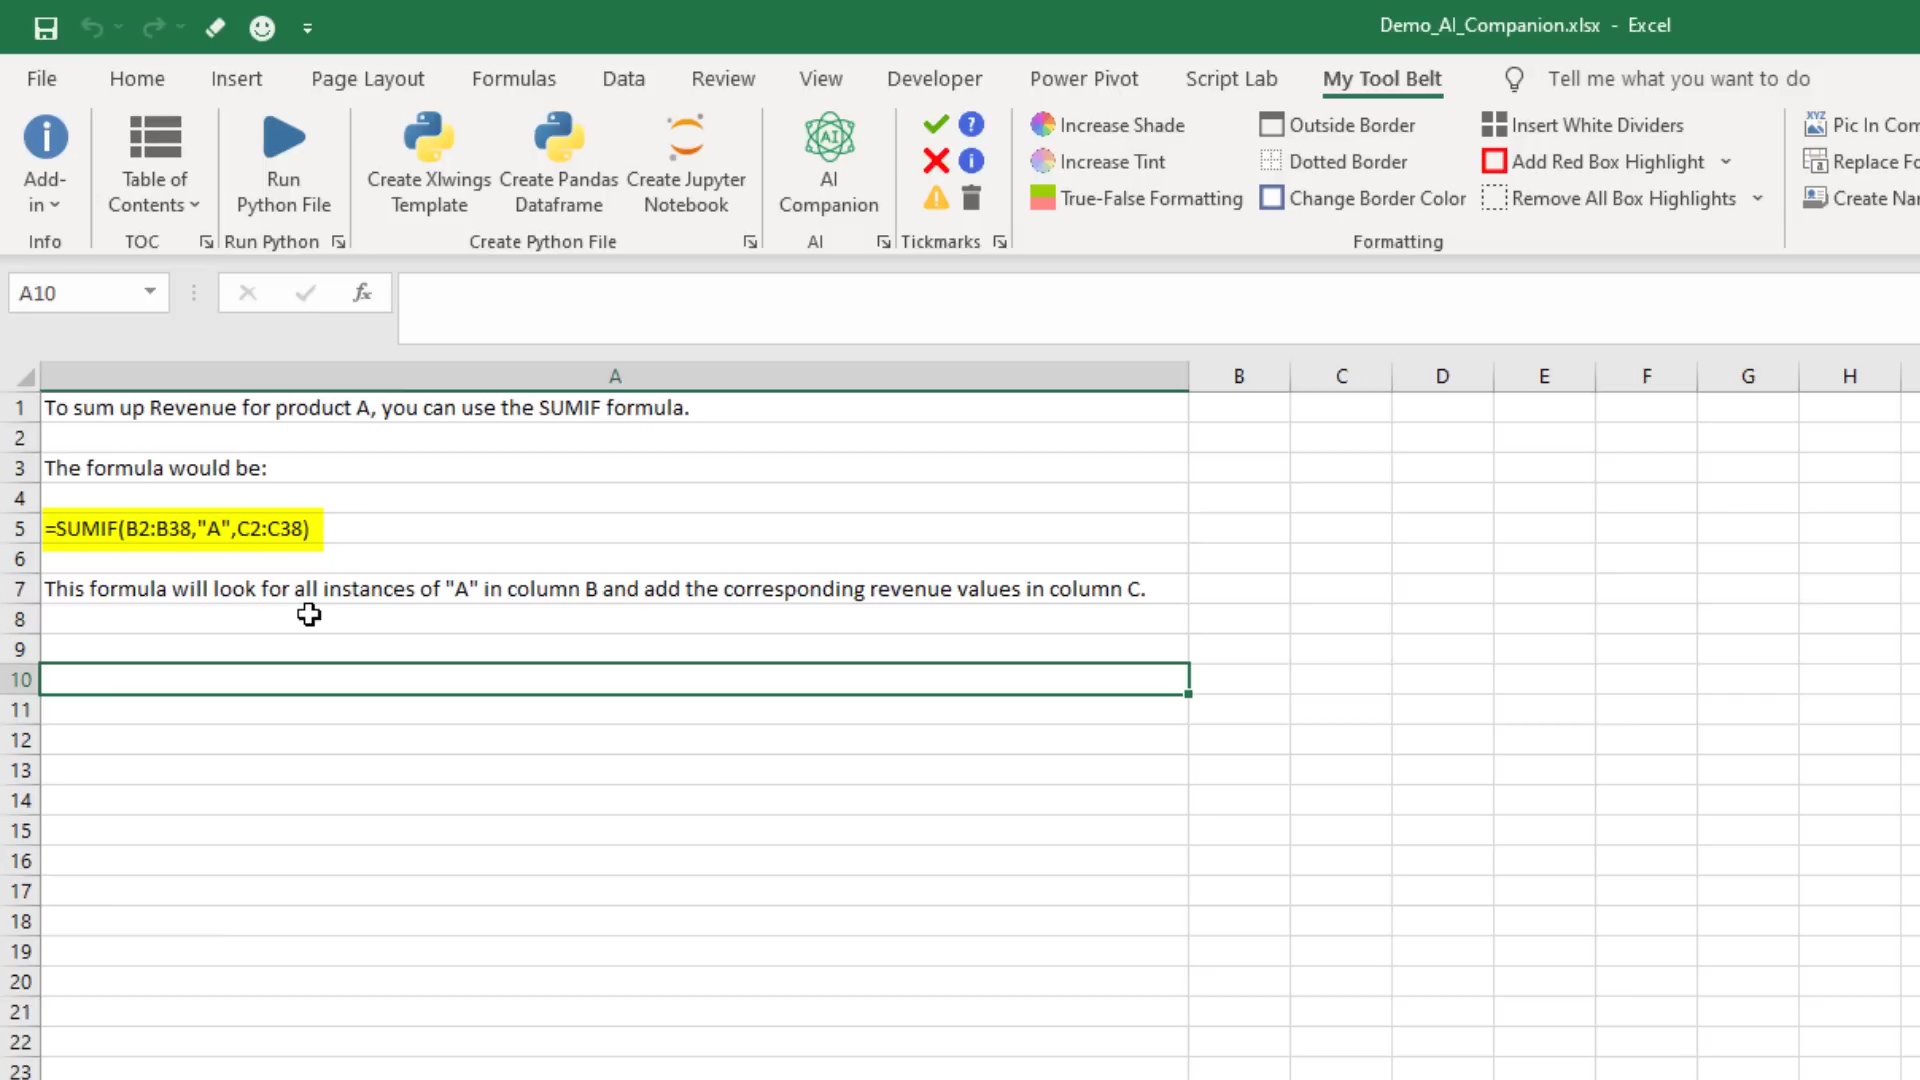 Demo_AI_Companion.xlsx - Excel
File Home Insert Page Layout Formulas Data Review View Developer Power Pivot Script Lab My Tool Belt Tell me what you want to do
Add-in
Info
Table of Contents
TOC
Run Python File
Run Python
Create Xlwings Template
Create Pandas Dataframe
Create Jupyter Notebook
Create Python File
AI Companion
AI
Tickmarks
Increase Shade
Increase Tint
True-False Formatting
Outside Border
Dotted Border
Change Border Color
Insert White Dividers
Add Red Box Highlight
Remove All Box Highlights
Formatting
XYZ
Pic In Com
Replace Fo
Create Nar
A10
fx
A B C D E F G H
1 To sum up Revenue for product A, you can use the SUMIF formula.
2
3 The formula would be:
4
5 =SUMIF(B2:B38,"A",C2:C38)
6
7 This formula will look for all instances of "A" in column B and add the corresponding revenue values in column C.
8
9
10
11
12
13
14
15
16
17
18
19
20
21
22
23